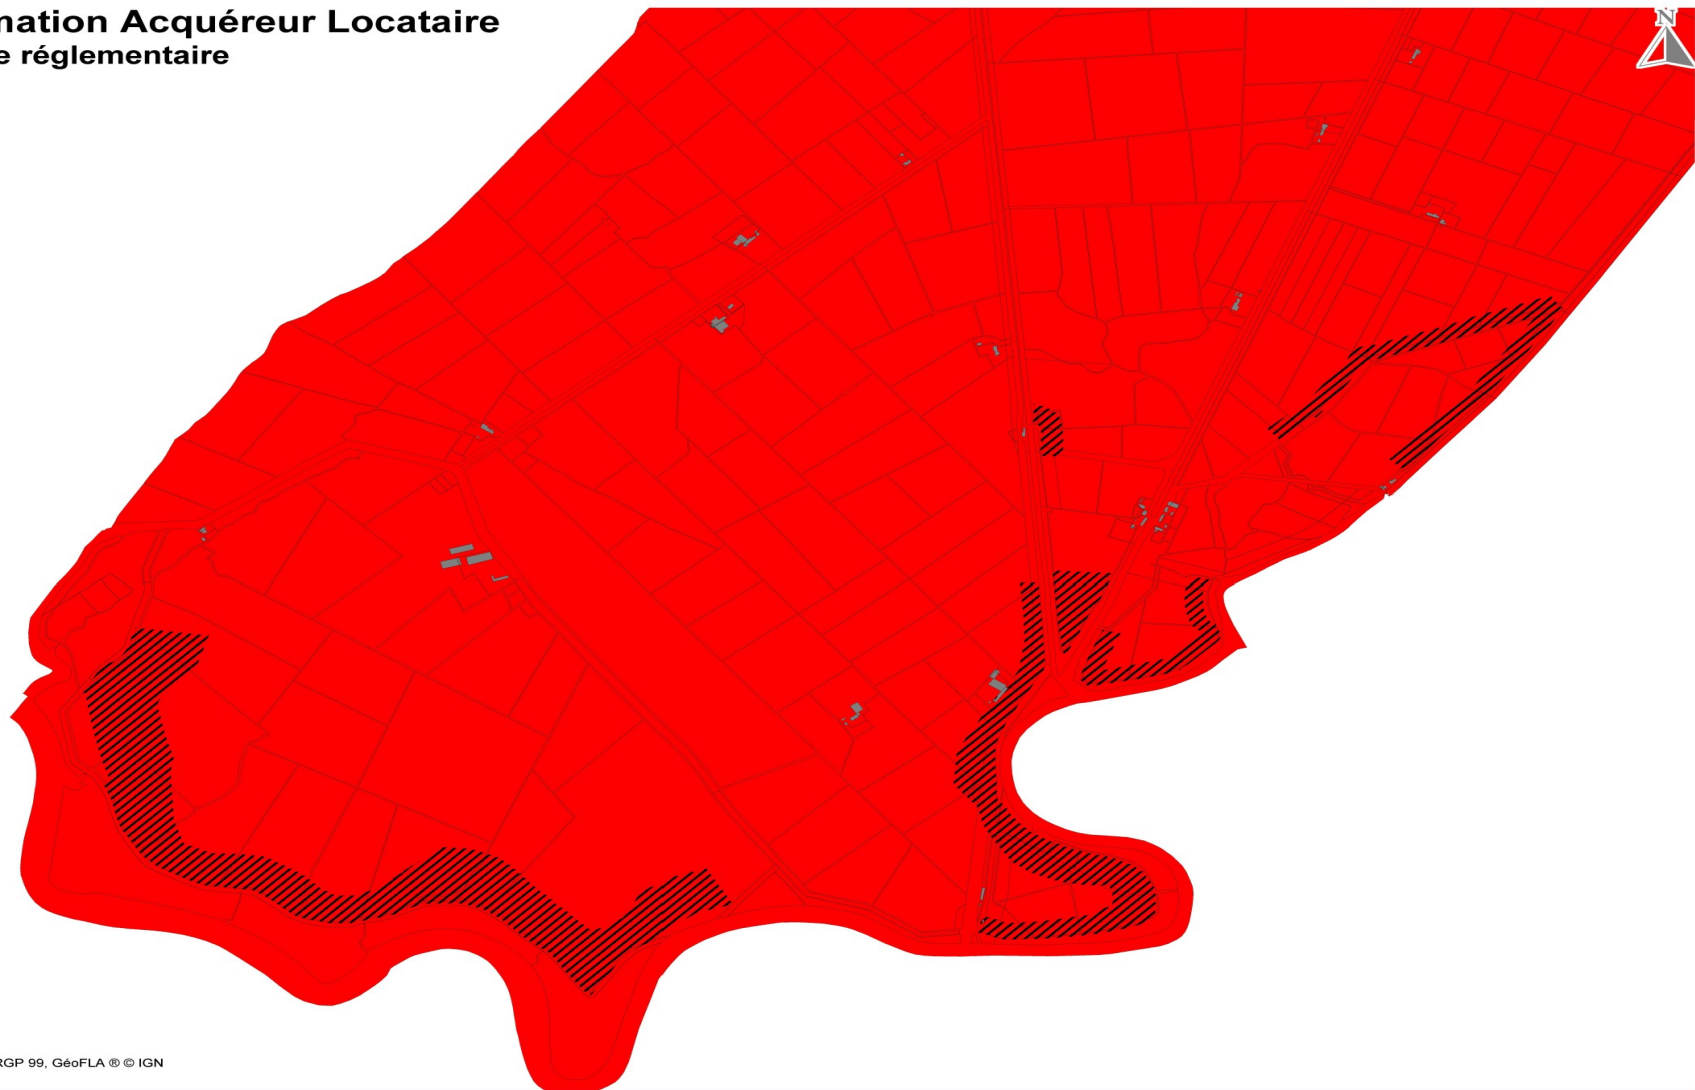 nation Acquéreur Locataire
e réglementaire
N
RGP 99, GéoFLA ® © IGN